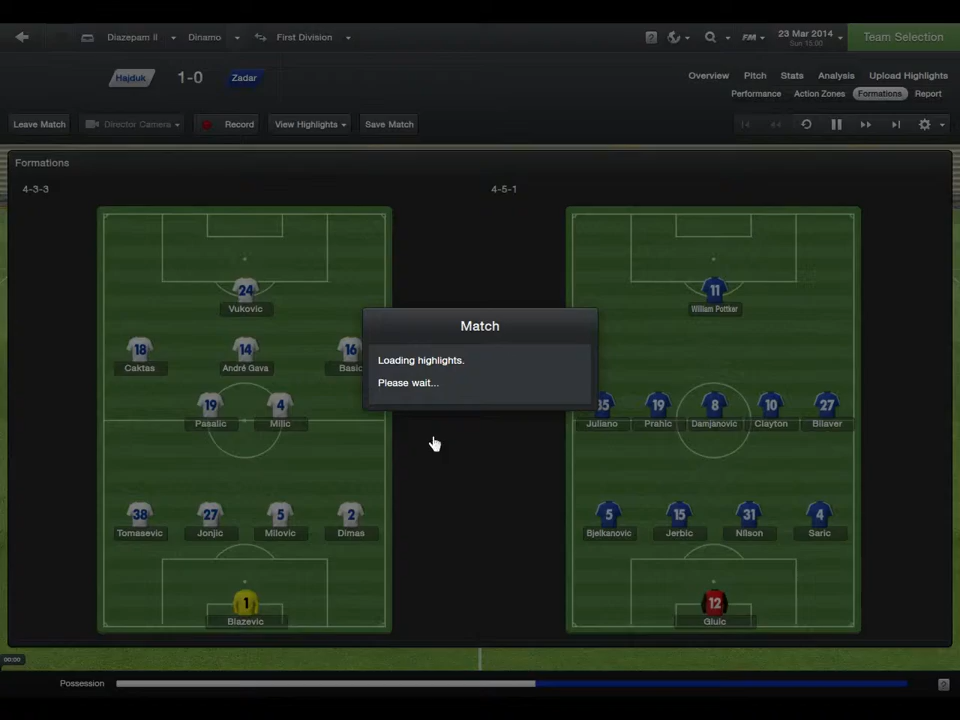 Diazepam II
Dinamo
First Division
FM
23 Mar 2014
Sun 15:00
Team Selection
Hajduk
1-0
Zadar
Overview
Pitch
Stats
Analysis
Upload Highlights
Performance
Action Zones
Formations
Report
Leave Match
Director Camera
Record
View Highlights
Save Match
Formations
4-3-3
4-5-1
24
Vukovic
11
William Pottker
Match
Loading highlights.
Please wait...
18
Caktas
14
André Gava
16
Basic
19
Pasalic
4
Milic
35
Juliano
19
Prahic
8
Damjanovic
10
Clayton
27
Bilaver
38
Tomasevic
27
Jonjic
5
Milovic
2
Dimas
5
Bjelkanovic
15
Jerbic
31
Nilson
4
Saric
1
Blazevic
12
Gluic
00:00
Possession